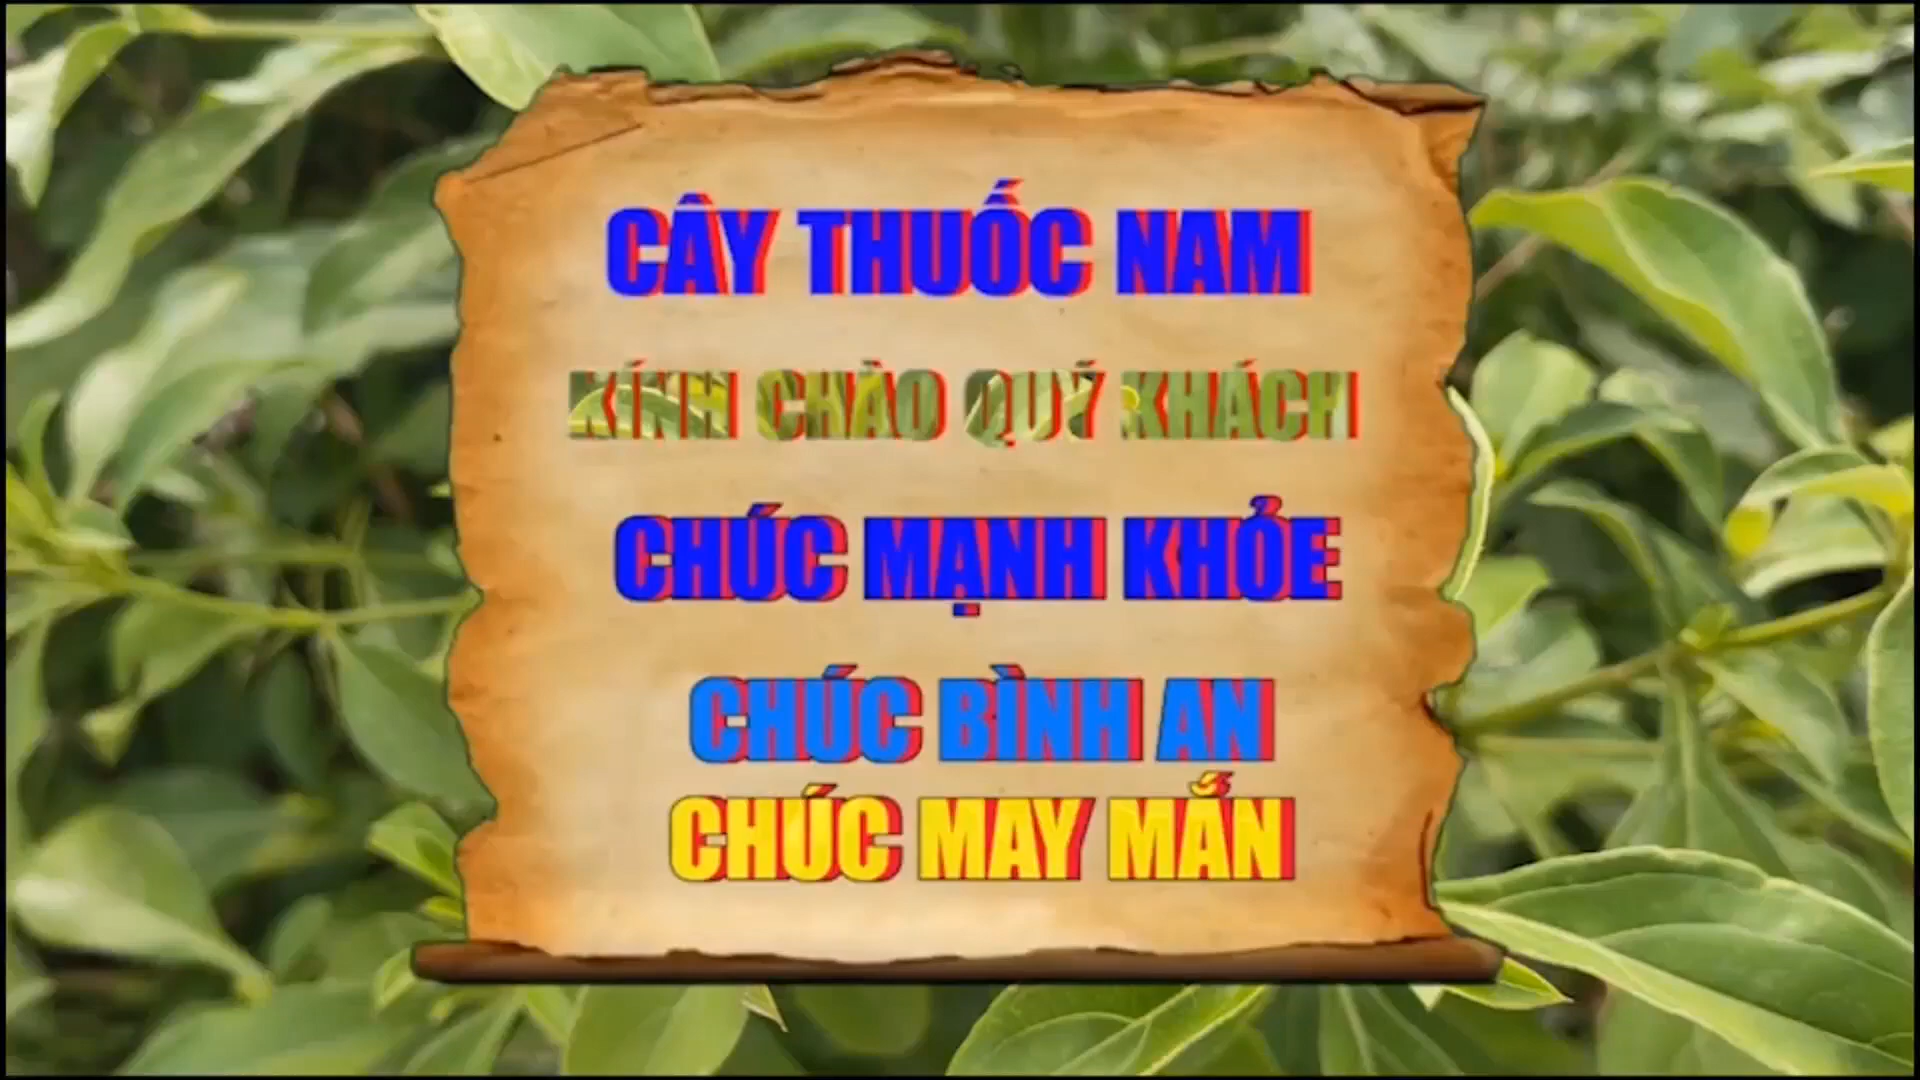 CÂY THUỐC NAM
KÍNH CHÀO QUÝ KHÁCH
CHÚC MẠNH KHỎE
CHÚC BÌNH AN
CHÚC MAY MẮN